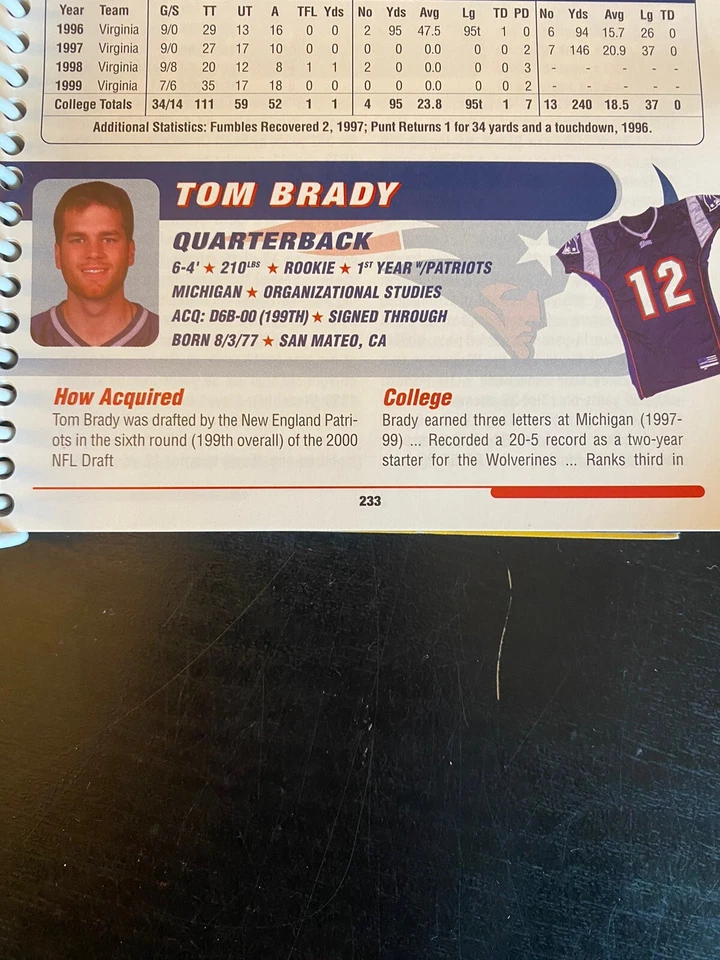 Year Team G/S TT UT A TFL Yds No Yds Avg Lg TD PD No Yds Avg Lg TD
1996 Virginia 9/0 29 13 16 0 0 2 95 47.5 95t 1 0 6 94 15.7 26 0
1997 Virginia 9/0 27 17 10 0 0 0 0 0.0 0 0 2 7 146 20.9 37 0
1998 Virginia 9/8 20 12 8 1 1 2 0 0.0 0 0 3 - - - - -
1999 Virginia 7/6 35 17 18 0 0 0 0 0.0 0 0 2 - - - - -
College Totals 34/14 111 59 52 1 1 4 95 23.8 95t 1 7 13 240 18.5 37 0
Additional Statistics: Fumbles Recovered 2, 1997; Punt Returns 1 for 34 yards and a touchdown, 1996.
TOM BRADY
QUARTERBACK
6-4' ★ 210LBS ★ ROOKIE ★ 1ST YEAR W/PATRIOTS
MICHIGAN ★ ORGANIZATIONAL STUDIES
ACQ: D6B-00 (199TH) ★ SIGNED THROUGH
BORN 8/3/77 ★ SAN MATEO, CA
12
How Acquired
Tom Brady was drafted by the New England Patri-
ots in the sixth round (199th overall) of the 2000
NFL Draft
College
Brady earned three letters at Michigan (1997-
99) ... Recorded a 20-5 record as a two-year
starter for the Wolverines ... Ranks third in
233